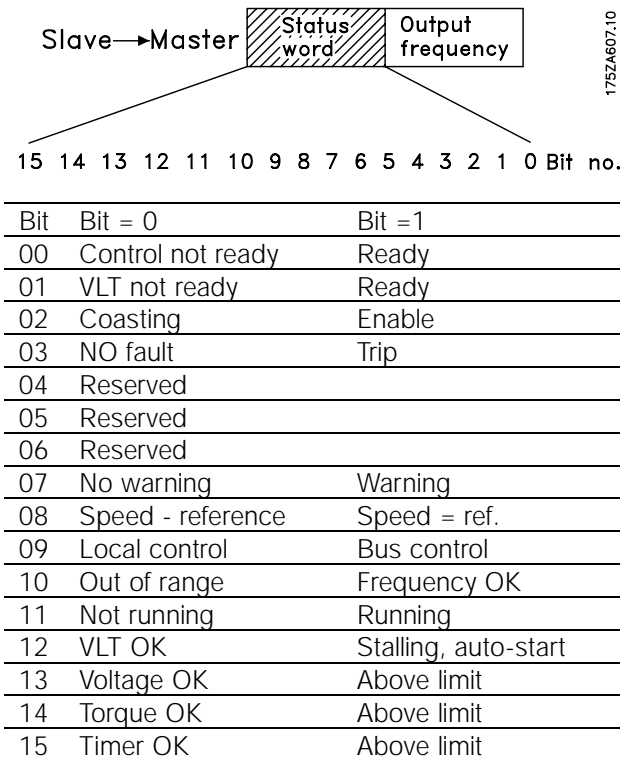 Slave→Master Status word Output frequency
175ZA607.10
15 14 13 12 11 10 9 8 7 6 5 4 3 2 1 0 Bit no.
Bit Bit = 0 Bit =1
00 Control not ready Ready
01 VLT not ready Ready
02 Coasting Enable
03 NO fault Trip
04 Reserved
05 Reserved
06 Reserved
07 No warning Warning
08 Speed - reference Speed = ref.
09 Local control Bus control
10 Out of range Frequency OK
11 Not running Running
12 VLT OK Stalling, auto-start
13 Voltage OK Above limit
14 Torque OK Above limit
15 Timer OK Above limit